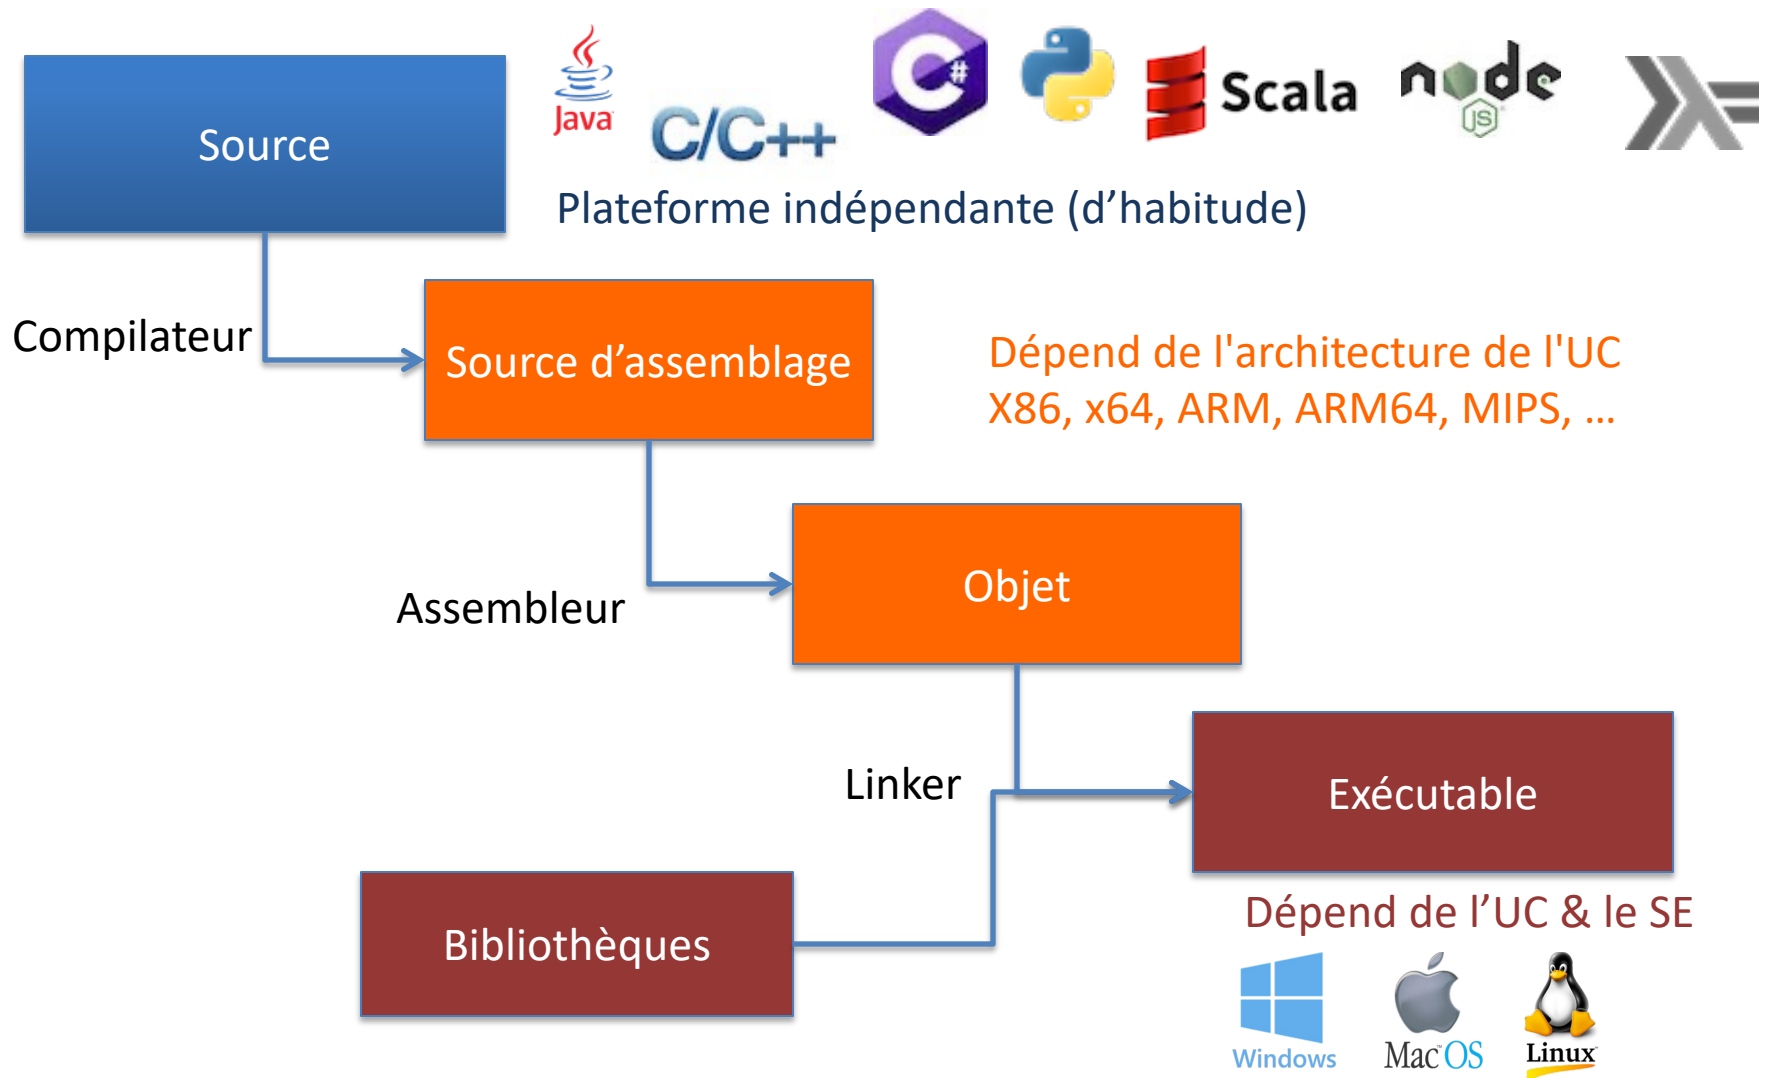 Source
Java
C/C++
C#
Scala
node
JS
Plateforme indépendante (d’habitude)
Compilateur
Source d’assemblage
Dépend de l'architecture de l'UC
X86, x64, ARM, ARM64, MIPS, ...
Assembleur
Objet
Linker
Exécutable
Bibliothèques
Dépend de l’UC & le SE
Windows
Mac OS
Linux